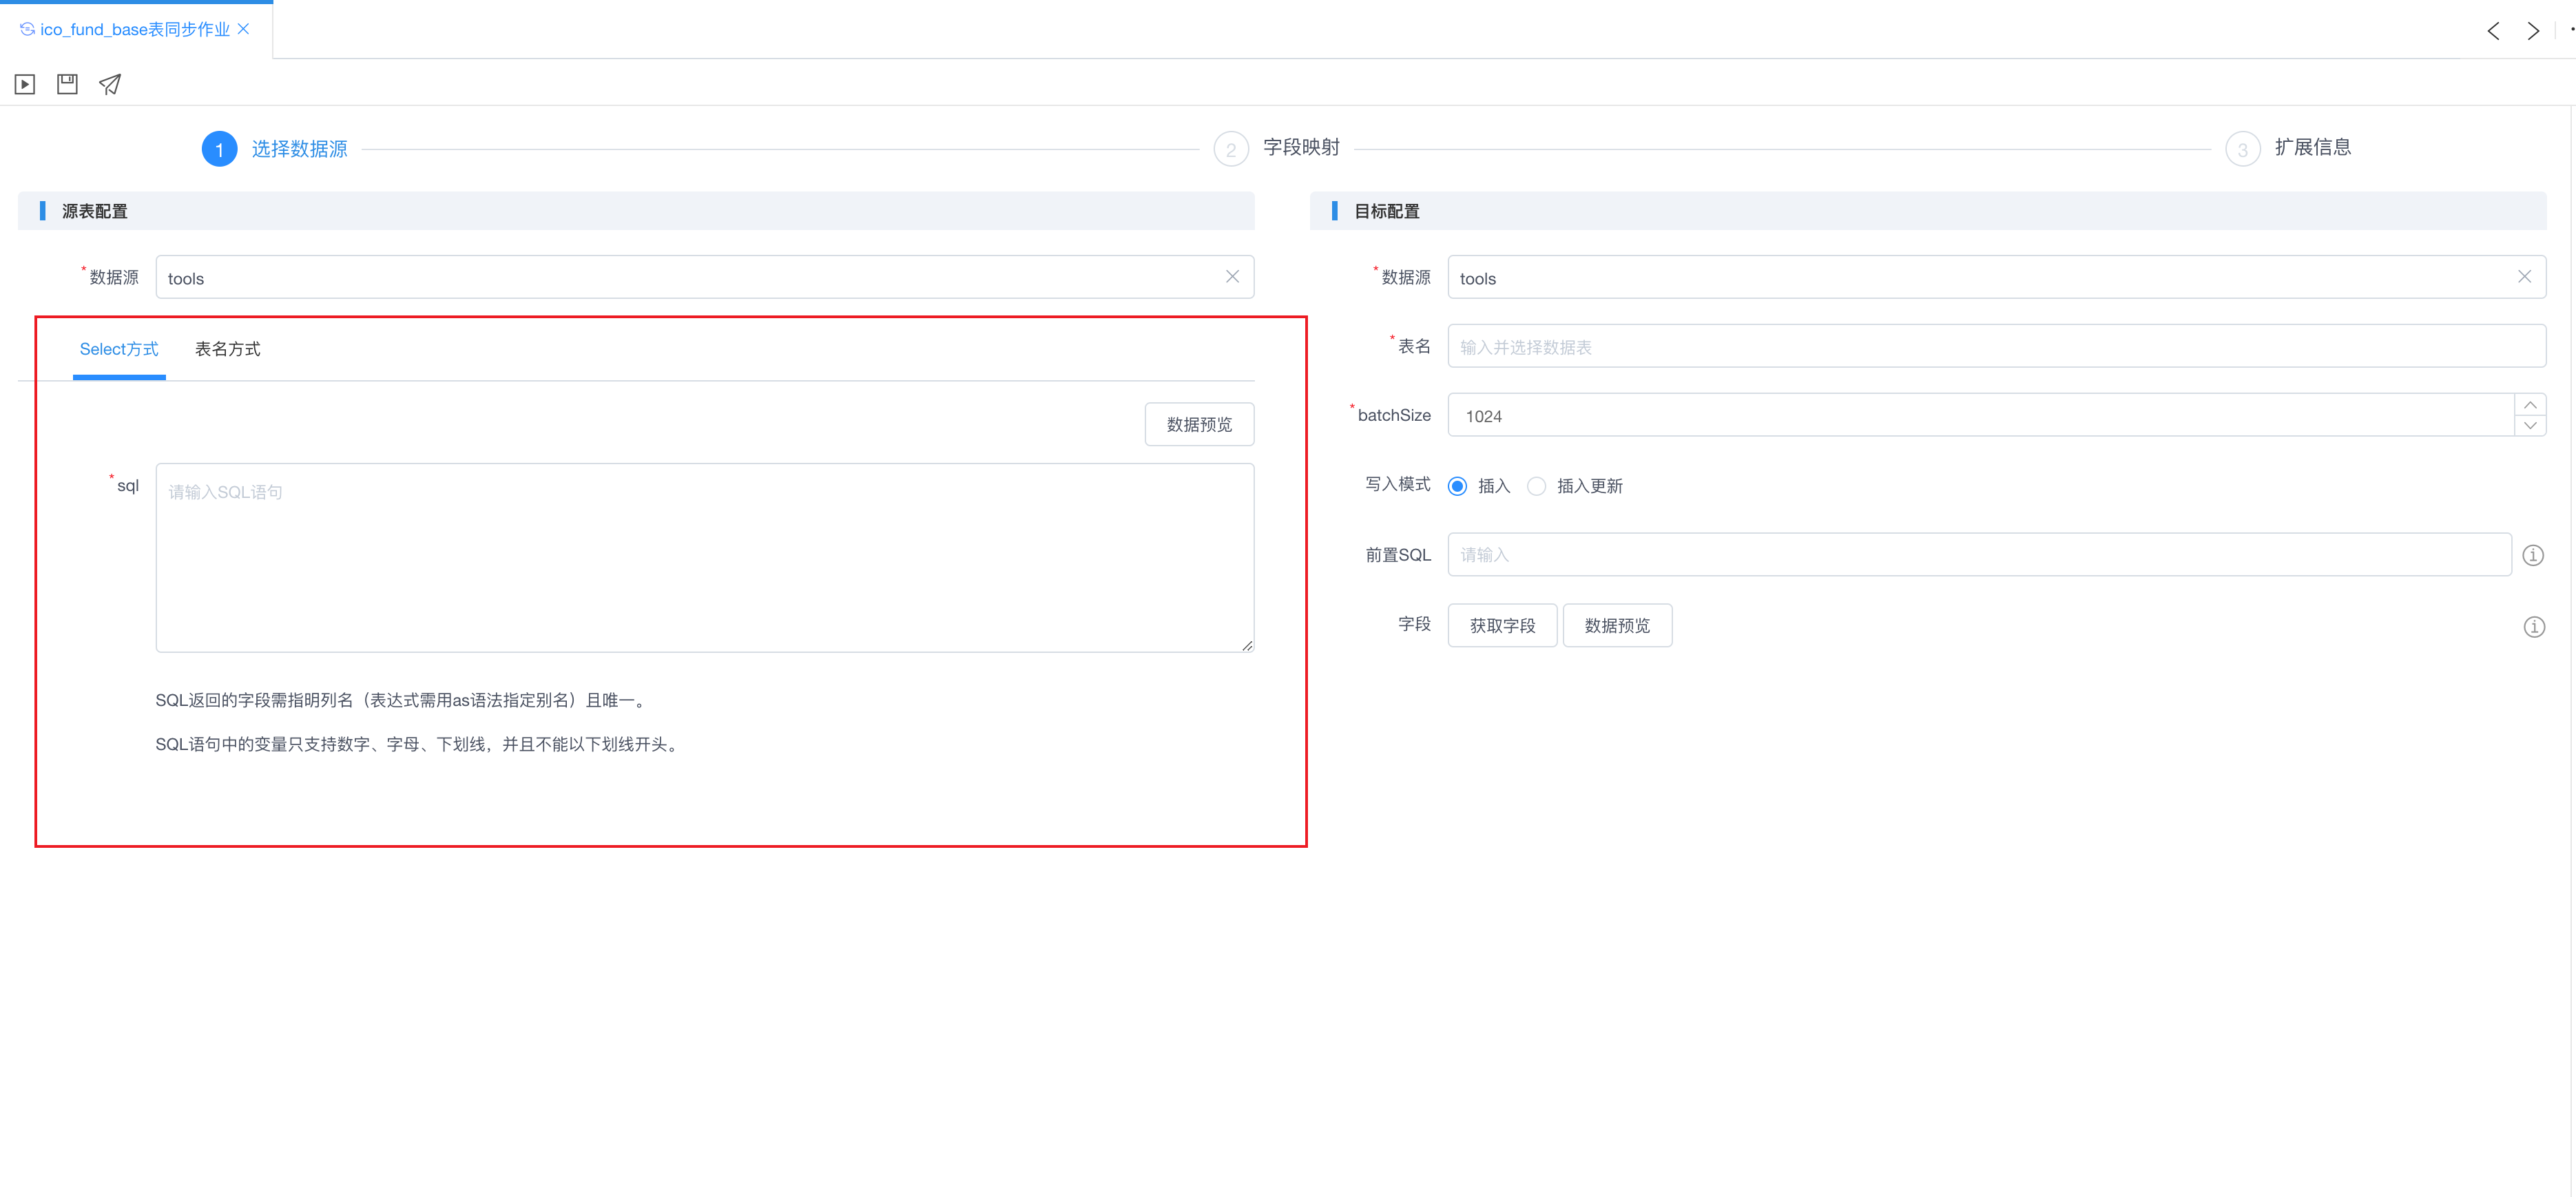 ico_fund_base表同步作业
1 选择数据源
2 字段映射
3 扩展信息
源表配置
*数据源
tools
Select方式
表名方式
数据预览
*sql
请输入SQL语句
SQL返回的字段需指明列名（表达式需用as语法指定别名）且唯一。
SQL语句中的变量只支持数字、字母、下划线，并且不能以下划线开头。
目标配置
*数据源
tools
*表名
输入并选择数据表
*batchSize
1024
写入模式
插入
插入更新
前置SQL
请输入
字段
获取字段
数据预览